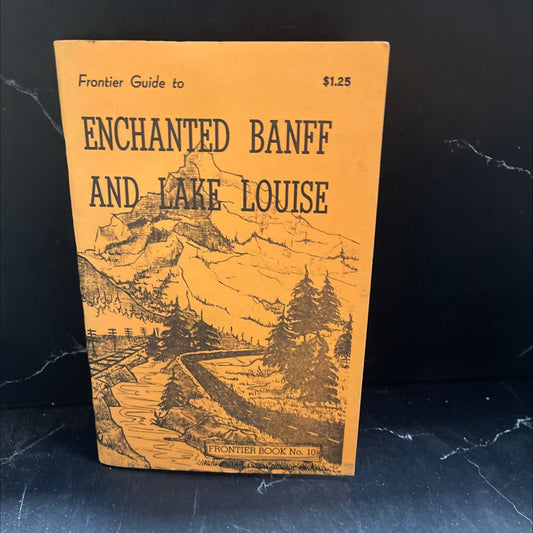 Frontier Guide to
$1.25
ENCHANTED BANFF
AND LAKE LOUISE
FRONTIER BOOK No. 10